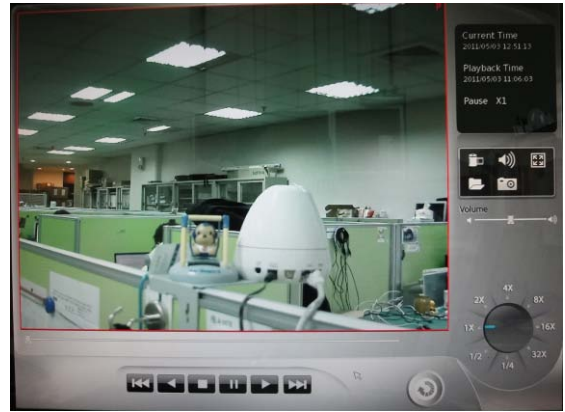 Current Time
2011/05/03 12:51:13
Playback Time
2011/05/03 11:06:03
Pause X1
Volume
4X
2X 8X
1X 16X
1/2 32X
1/4